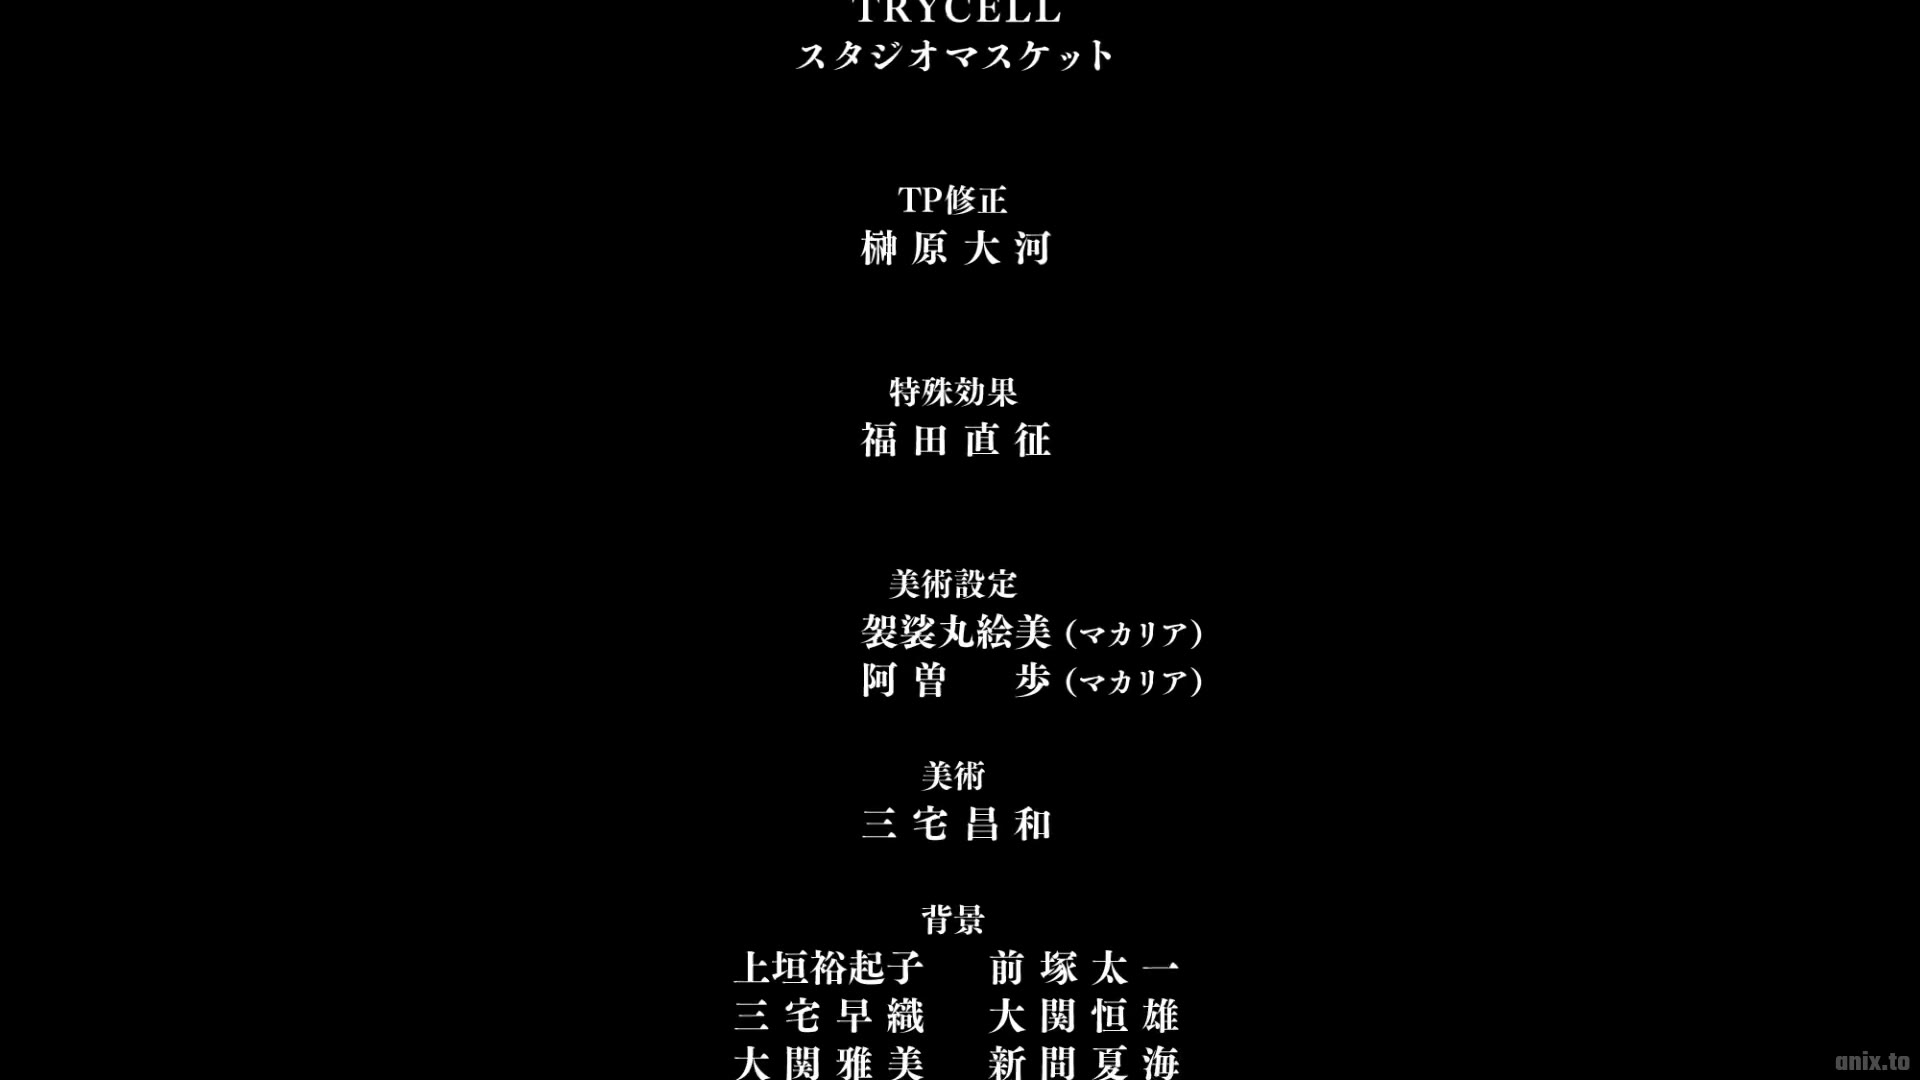 TRYCELL
スタジオマスケット
TP修正
榊原大河
特殊効果
福田直征
美術設定
袈裟丸絵美（マカリア）
阿曽 歩（マカリア）
美術
三宅昌和
背景
上垣裕起子 前塚太一
三宅早織 大関恒雄
大関雅美 新間夏海
anix.to